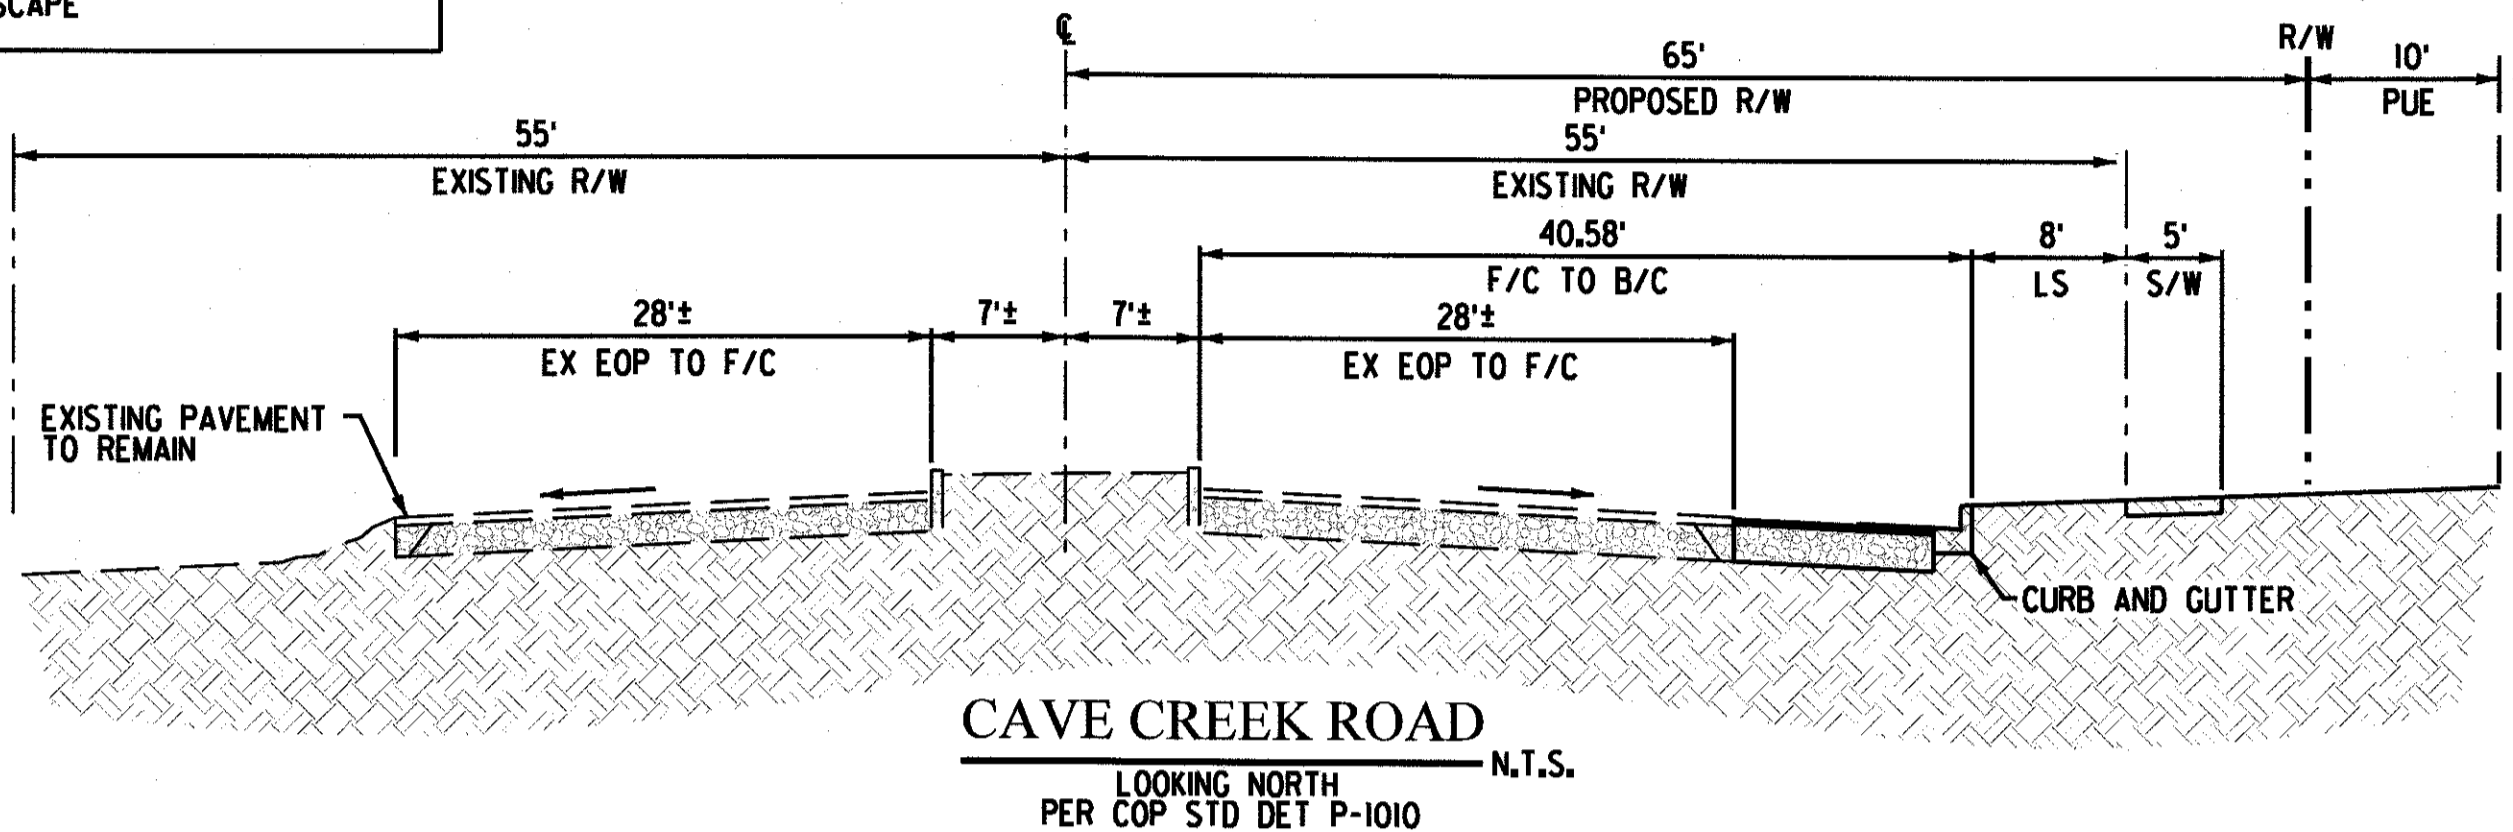 ℄
65'
PROPOSED R/W
R/W
10'
PUE
55'
EXISTING R/W
55'
EXISTING R/W
40.58'
F/C TO B/C
8'
LS
5'
S/W
28'±
EX EOP TO F/C
7'±
7'±
28'±
EX EOP TO F/C
EXISTING PAVEMENT
TO REMAIN
CURB AND GUTTER
CAVE CREEK ROAD
N.T.S.
LOOKING NORTH
PER COP STD DET P-1010